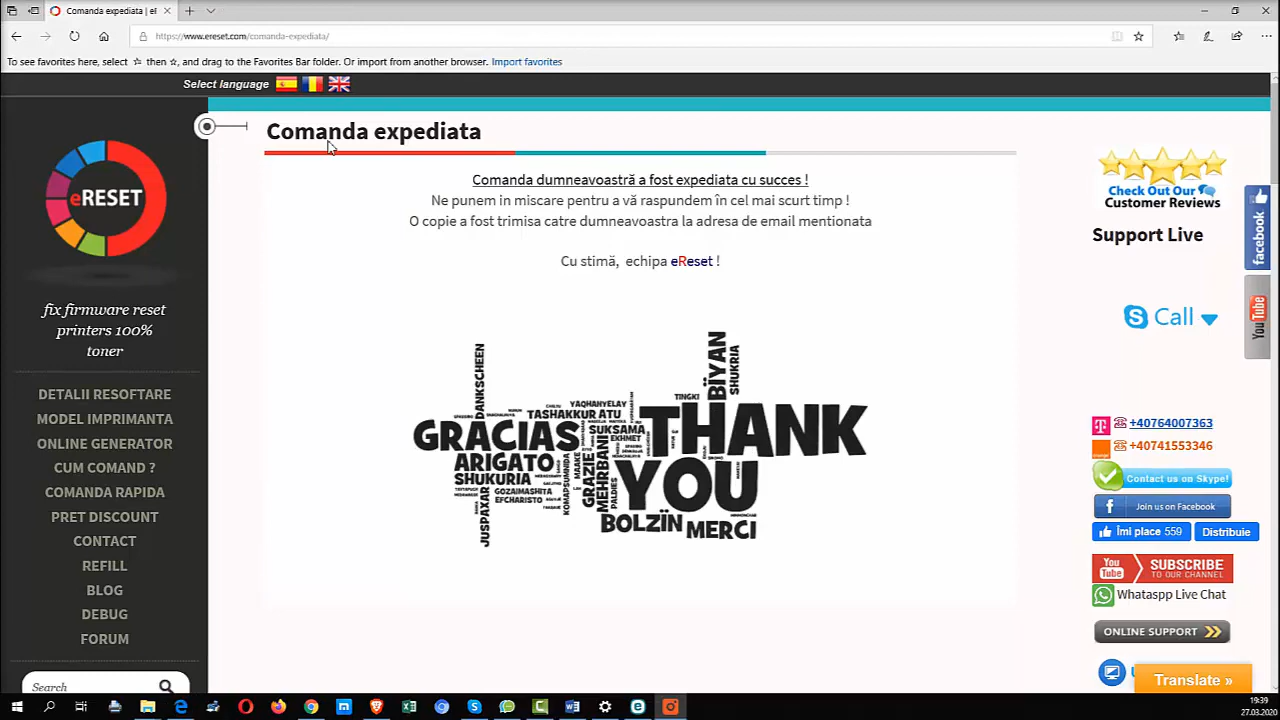 Comanda expediata | eF
https://www.ereset.com/comanda-expediata/
To see favorites here, select ☆ then ☆, and drag to the Favorites Bar folder. Or import from another browser. Import favorites
Select language
eRESET
fix firmware reset
printers 100%
toner
DETALII RESOFTARE
MODEL IMPRIMANTA
ONLINE GENERATOR
CUM COMAND ?
COMANDA RAPIDA
PRET DISCOUNT
CONTACT
REFILL
BLOG
DEBUG
FORUM
Search
Comanda expediata
Comanda dumneavoastră a fost expediata cu succes !
Ne punem in miscare pentru a vă raspundem în cel mai scurt timp !
O copie a fost trimisa catre dumneavoastra la adresa de email mentionata
Cu stimă, echipa eReset !
DANKSCHEEN
BÏYAN
SHUKRIA
TINGKI
YAQHANYELAY
TASHAKKUR ATU
GRACIAS
SUKSAMA
EKHMET
THANK
ARIGATO
SHUKURIA
GOZAIMASHITA
EFCHARISTO
JUSPAXAR
KOMAPSUMNIDA
MAAKE
GRAZIE
MEHRBANI
PALDIES
YOU
BOLZÏN
MERCI
Check Out Our
Customer Reviews
Support Live
Call
+40764007363
+40741553346
Contact us on Skype!
Join us on Facebook
Îmi place 559
Distribuie
You
Tube
SUBSCRIBE
TO OUR CHANNEL
Whataspp Live Chat
ONLINE SUPPORT
Translate »
facebook
YouTube
19:39
27.03.2020